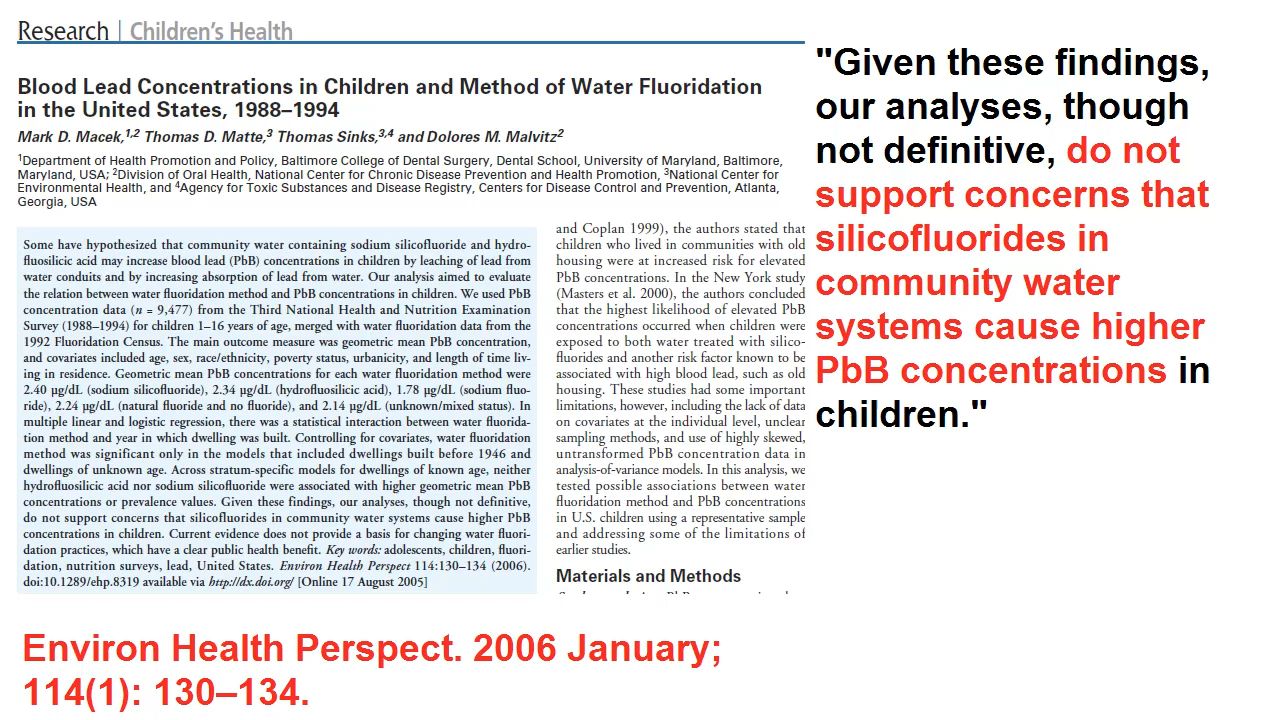 Research | Children's Health
Blood Lead Concentrations in Children and Method of Water Fluoridation
in the United States, 1988–1994
Mark D. Macek,1,2 Thomas D. Matte,3 Thomas Sinks,3,4 and Dolores M. Malvitz2
1Department of Health Promotion and Policy, Baltimore College of Dental Surgery, Dental School, University of Maryland, Baltimore,
Maryland, USA; 2Division of Oral Health, National Center for Chronic Disease Prevention and Health Promotion, 3National Center for
Environmental Health, and 4Agency for Toxic Substances and Disease Registry, Centers for Disease Control and Prevention, Atlanta,
Georgia, USA
Some have hypothesized that community water containing sodium silicofluoride and hydro-
fluosilicic acid may increase blood lead (PbB) concentrations in children by leaching of lead from
water conduits and by increasing absorption of lead from water. Our analysis aimed to evaluate
the relation between water fluoridation method and PbB concentrations in children. We used PbB
concentration data (n = 9,477) from the Third National Health and Nutrition Examination
Survey (1988–1994) for children 1–16 years of age, merged with water fluoridation data from the
1992 Fluoridation Census. The main outcome measure was geometric mean PbB concentration,
and covariates included age, sex, race/ethnicity, poverty status, urbanicity, and length of time liv-
ing in residence. Geometric mean PbB concentrations for each water fluoridation method were
2.40 µg/dL (sodium silicofluoride), 2.34 µg/dL (hydrofluosilicic acid), 1.78 µg/dL (sodium fluo-
ride), 2.24 µg/dL (natural fluoride and no fluoride), and 2.14 µg/dL (unknown/mixed status). In
multiple linear and logistic regression, there was a statistical interaction between water fluorida-
tion method and year in which dwelling was built. Controlling for covariates, water fluoridation
method was significant only in the models that included dwellings built before 1946 and
dwellings of unknown age. Across stratum-specific models for dwellings of known age, neither
hydrofluosilicic acid nor sodium silicofluoride were associated with higher geometric mean PbB
concentrations or prevalence values. Given these findings, our analyses, though not definitive,
do not support concerns that silicofluorides in community water systems cause higher PbB
concentrations in children. Current evidence does not provide a basis for changing water fluori-
dation practices, which have a clear public health benefit. Key words: adolescents, children, fluori-
dation, nutrition surveys, lead, United States. Environ Health Perspect 114:130–134 (2006).
doi:10.1289/ehp.8319 available via http://dx.doi.org/ [Online 17 August 2005]
and Coplan 1999), the authors stated that
children who lived in communities with old
housing were at increased risk for elevated
PbB concentrations. In the New York study
(Masters et al. 2000), the authors concluded
that the highest likelihood of elevated PbB
concentrations occurred when children were
exposed to both water treated with silico-
fluorides and another risk factor known to be
associated with high blood lead, such as old
housing. These studies had some important
limitations, however, including the lack of data
on covariates at the individual level, unclear
sampling methods, and use of highly skewed,
untransformed PbB concentration data in
analysis-of-variance models. In this analysis, we
tested possible associations between water
fluoridation method and PbB concentrations
in U.S. children using a representative sample
and addressing some of the limitations of
earlier studies.
Materials and Methods
"Given these findings,
our analyses, though
not definitive, do not
support concerns that
silicofluorides in
community water
systems cause higher
PbB concentrations in
children."
Environ Health Perspect. 2006 January;
114(1): 130–134.